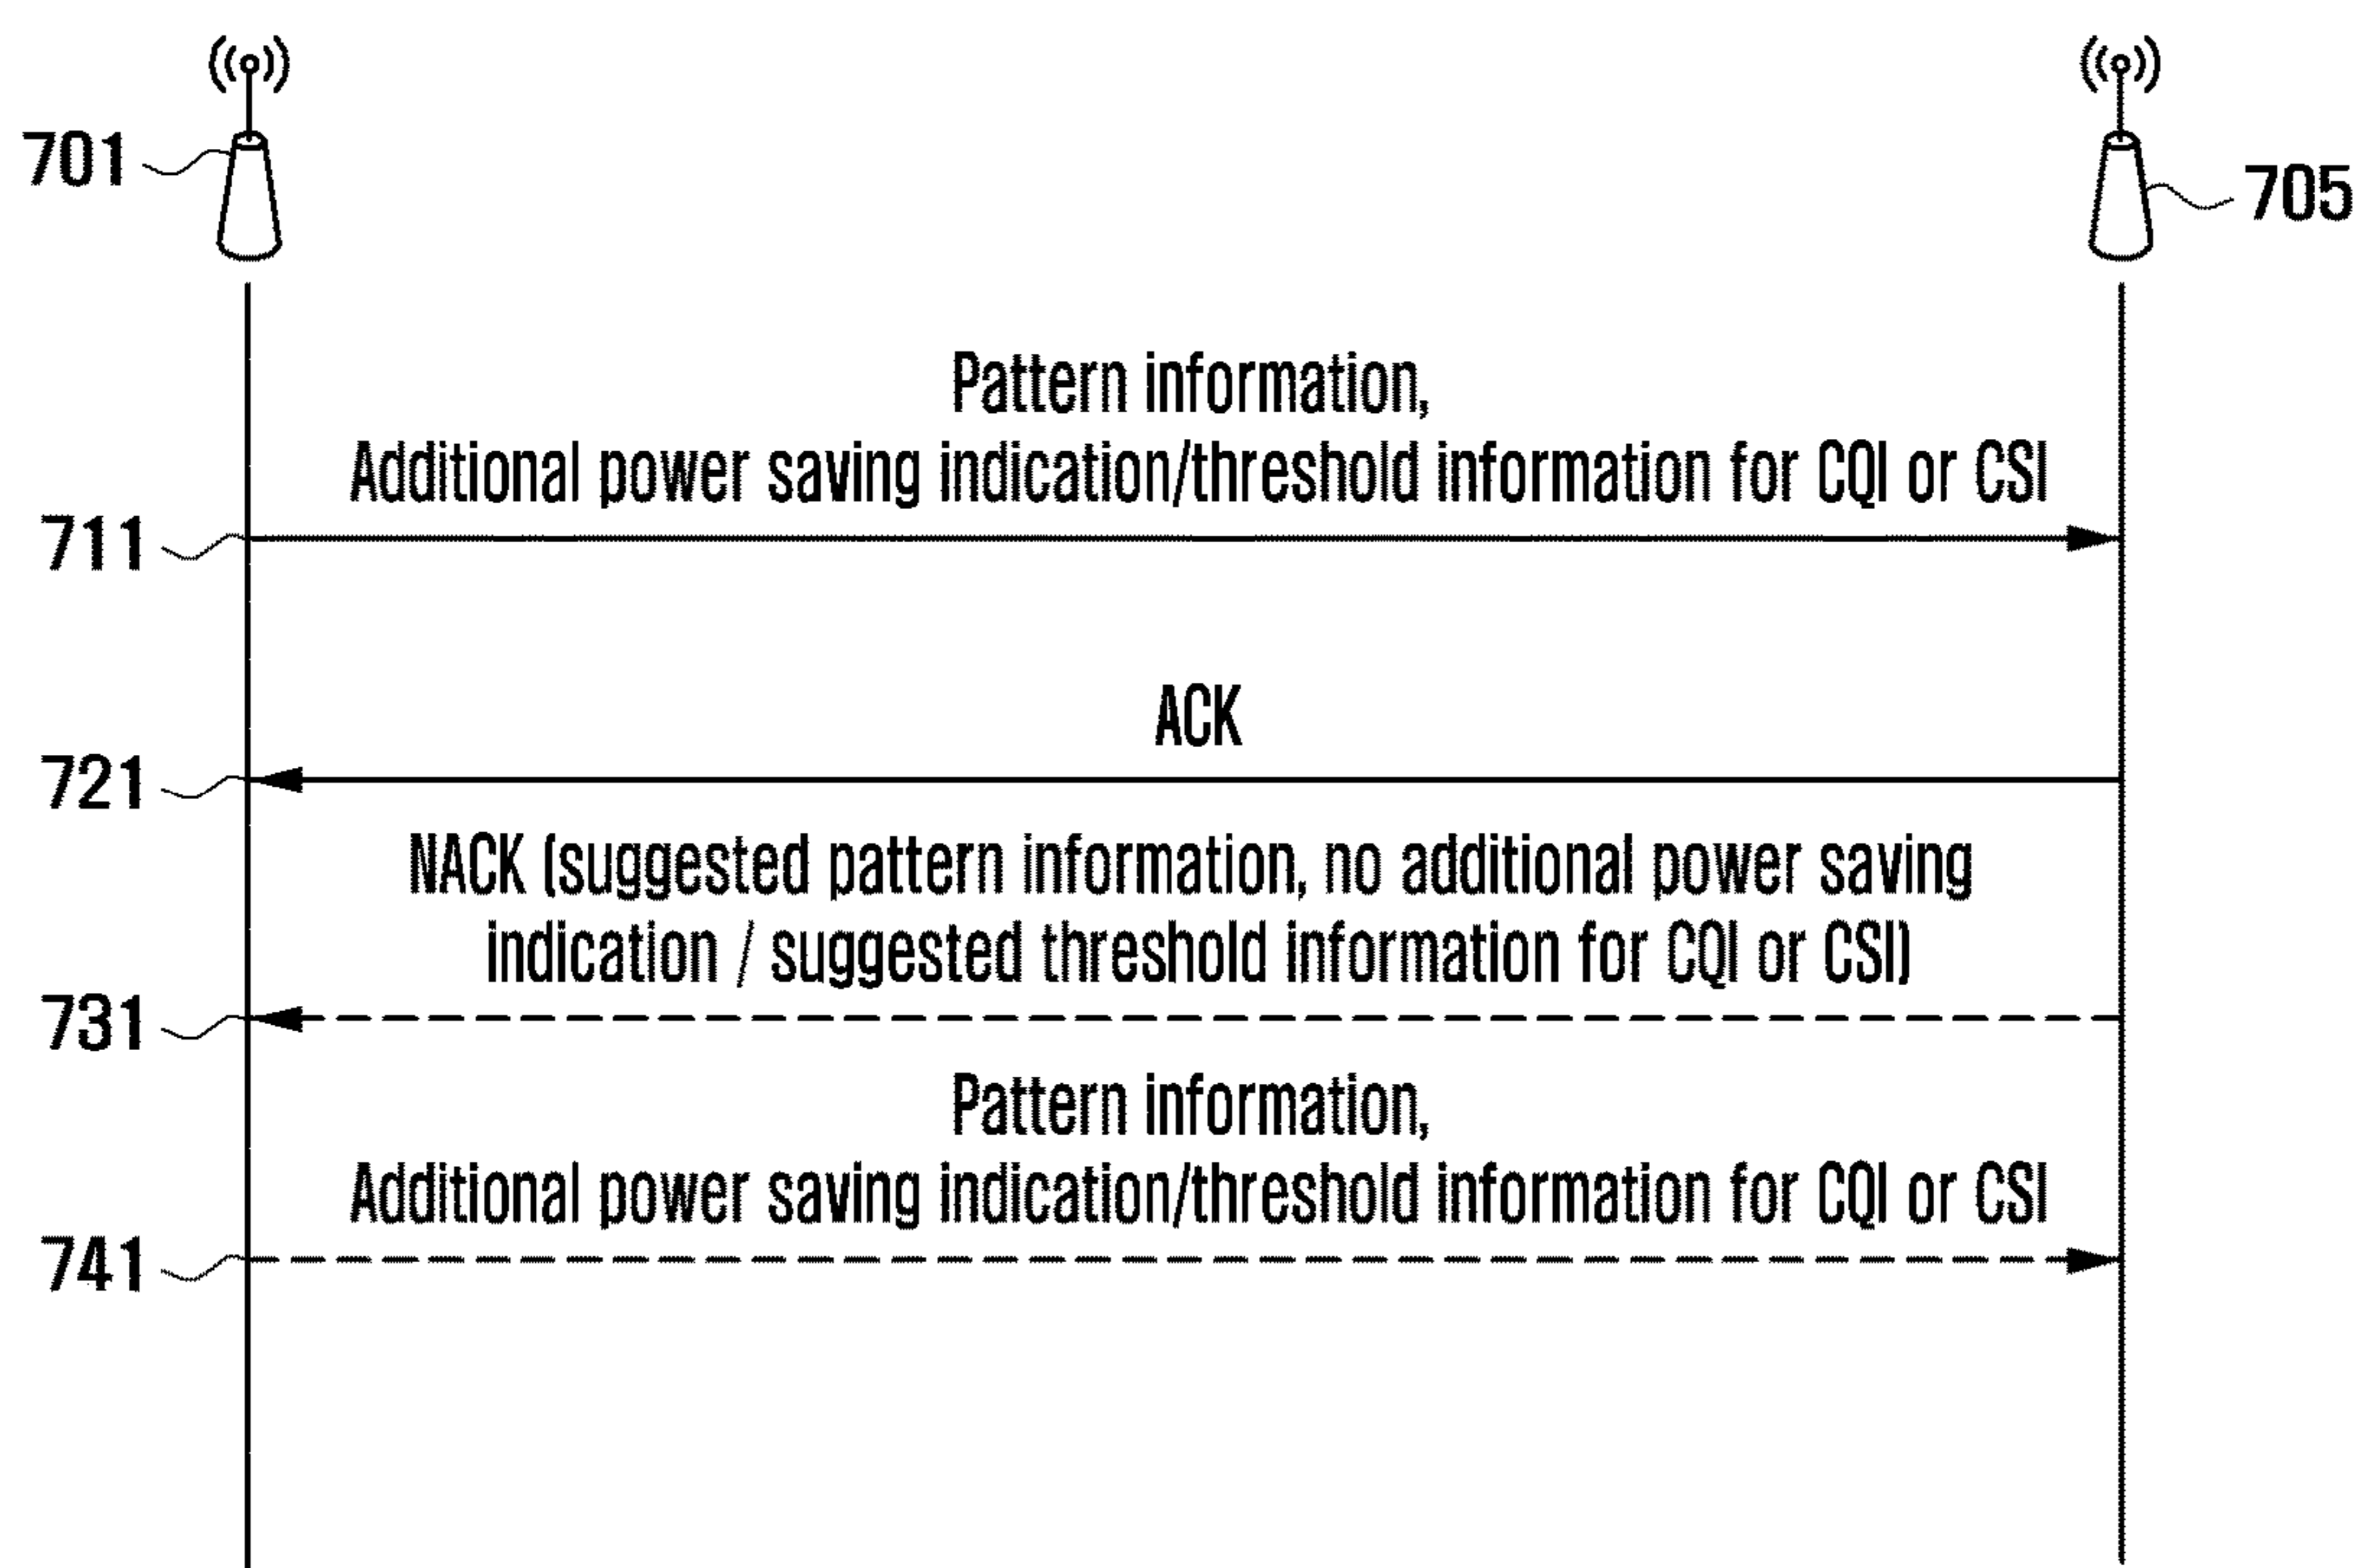 701
705
Pattern information,
Additional power saving indication/threshold information for CQI or CSI
711
ACK
721
NACK (suggested pattern information, no additional power saving
indication / suggested threshold information for CQI or CSI)
731
Pattern information,
Additional power saving indication/threshold information for CQI or CSI
741